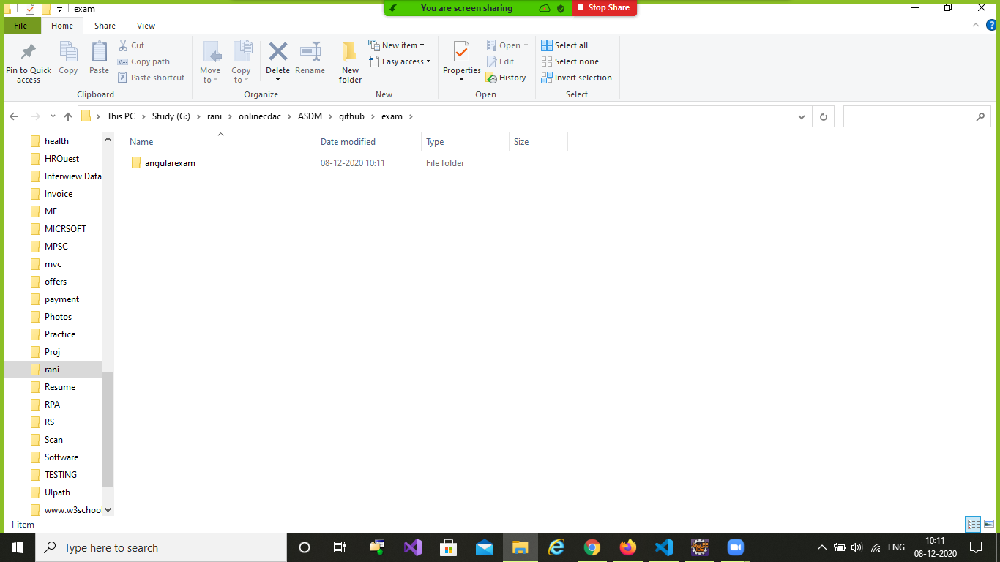 exam
You are screen sharing
Stop Share
File
Home
Share
View
Pin to Quick access
Copy
Paste
Cut
Copy path
Paste shortcut
Clipboard
Move to
Copy to
Delete
Rename
Organize
New folder
New item
Easy access
New
Properties
Open
Edit
History
Open
Select all
Select none
Invert selection
Select
This PC > Study (G:) > rani > onlinecdac > ASDM > github > exam >
Name
Date modified
Type
Size
angularexam
08-12-2020 10:11
File folder
health
HRQuest
Interwiew Data
Invoice
ME
MICRSOFT
MPSC
mvc
offers
payment
Photos
Practice
Proj
rani
Resume
RPA
RS
Scan
Software
TESTING
UIpath
www.w3schoo
1 item
Type here to search
ENG
10:11
08-12-2020